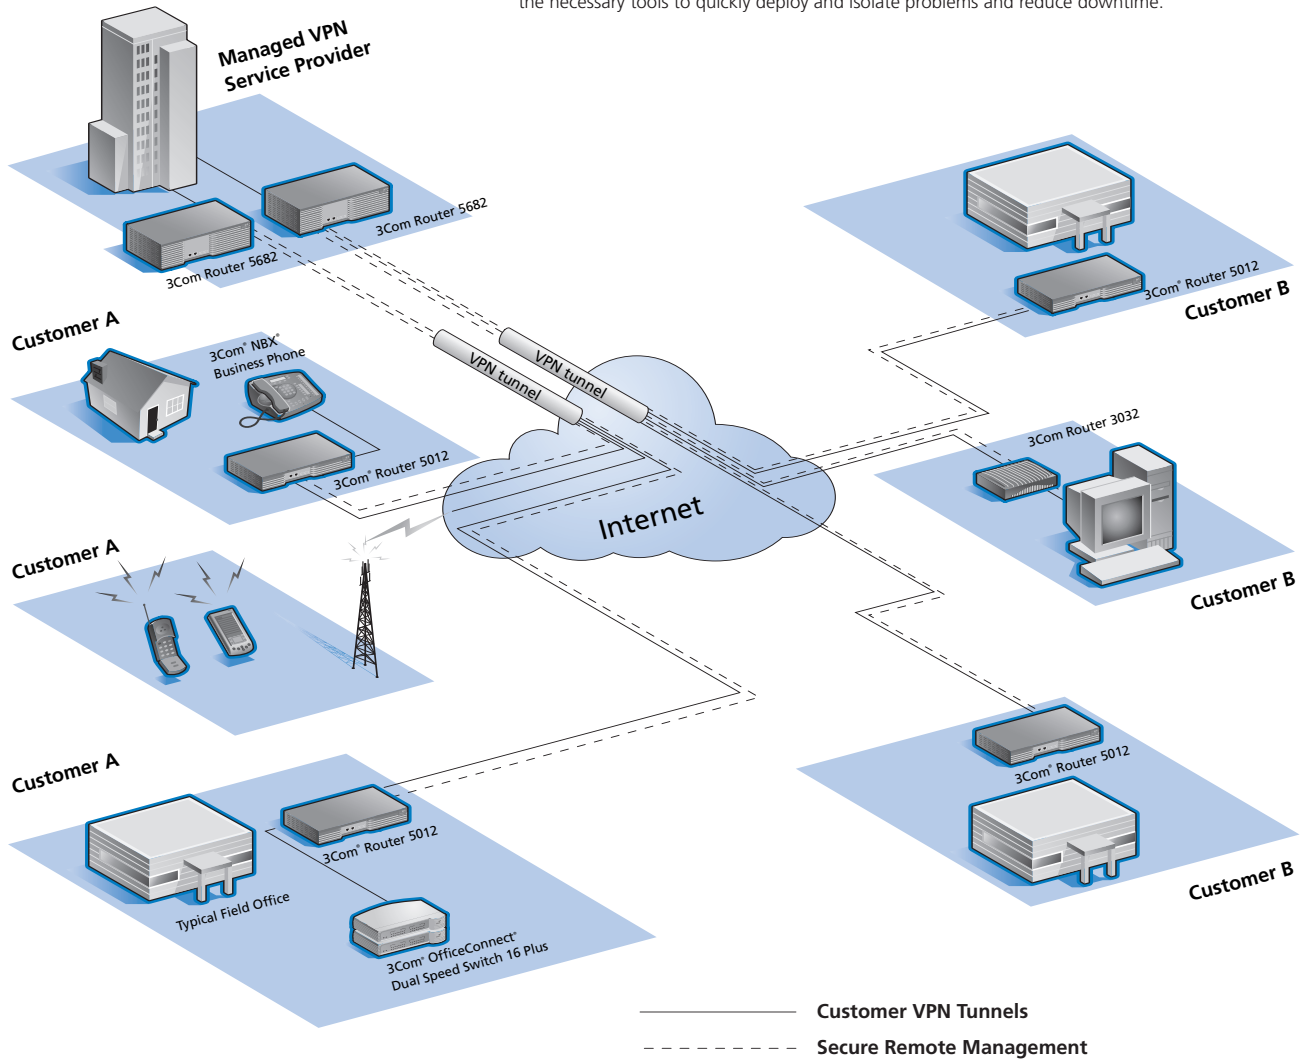 the necessary tools to quickly deploy and isolate problems and reduce downtime.
Managed VPN
Service Provider
3Com Router 5682
3Com Router 5682
3Com® Router 5012
Customer B
Customer A
3Com® NBX®
Business Phone
3Com® Router 5012
VPN tunnel
VPN tunnel
Internet
3Com Router 3032
Customer B
Customer A
Customer A
3Com® Router 5012
Typical Field Office
3Com® OfficeConnect®
Dual Speed Switch 16 Plus
3Com® Router 5012
Customer B
Customer VPN Tunnels
Secure Remote Management